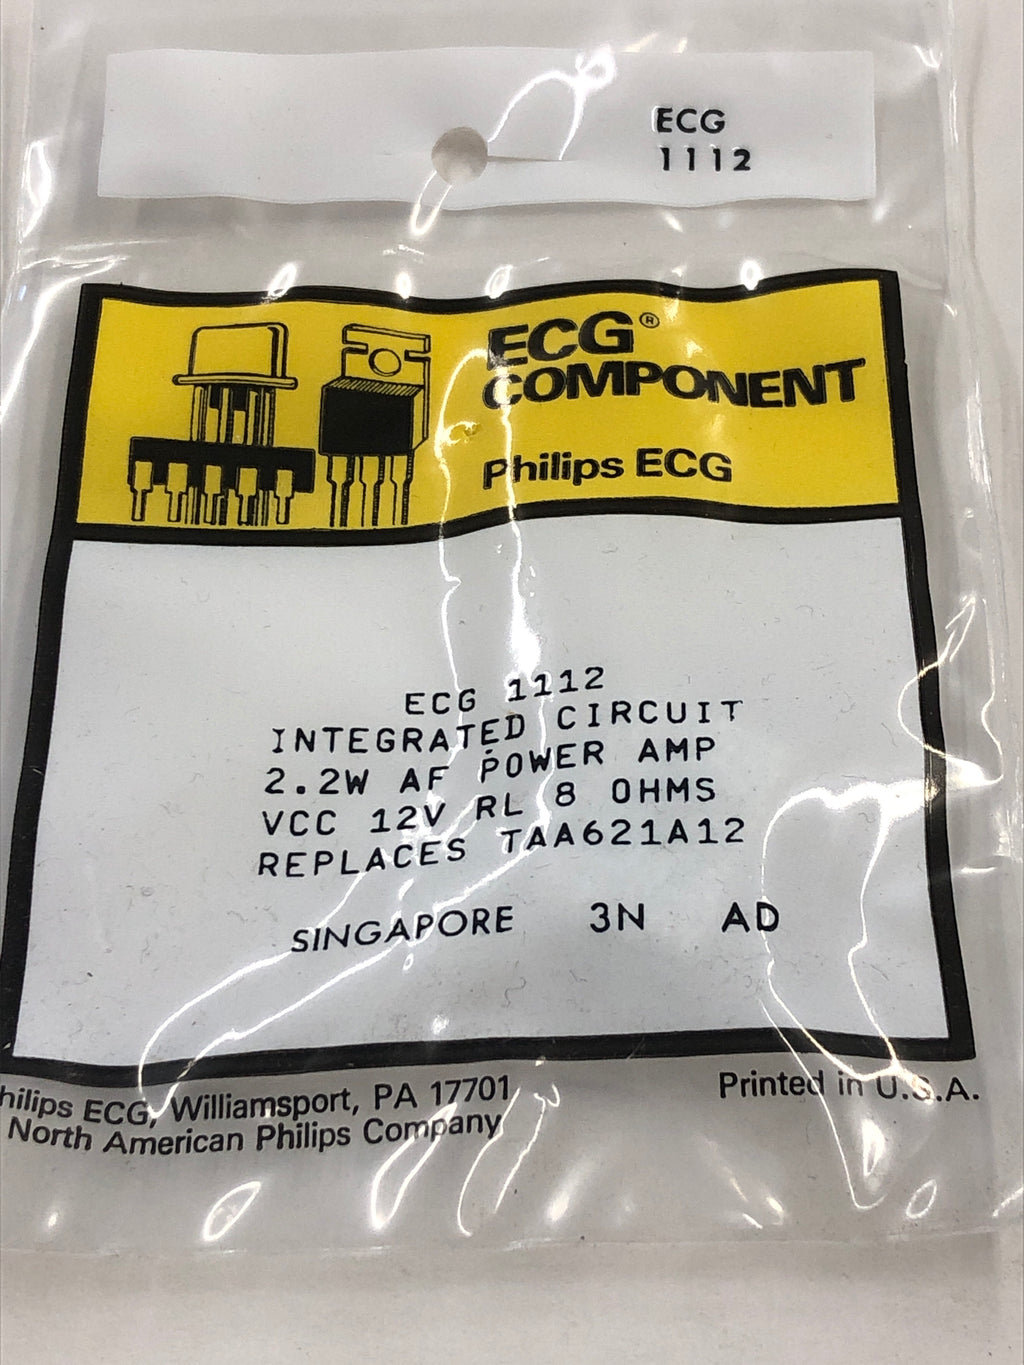 ECG
1112
ECG®
COMPONENT
Philips ECG
ECG 1112
INTEGRATED CIRCUIT
2.2W AF POWER AMP
VCC 12V RL 8 OHMS
REPLACES TAA621A12
SINGAPORE 3N AD
hilips ECG, Williamsport, PA 17701
North American Philips Company
Printed in U.S.A.